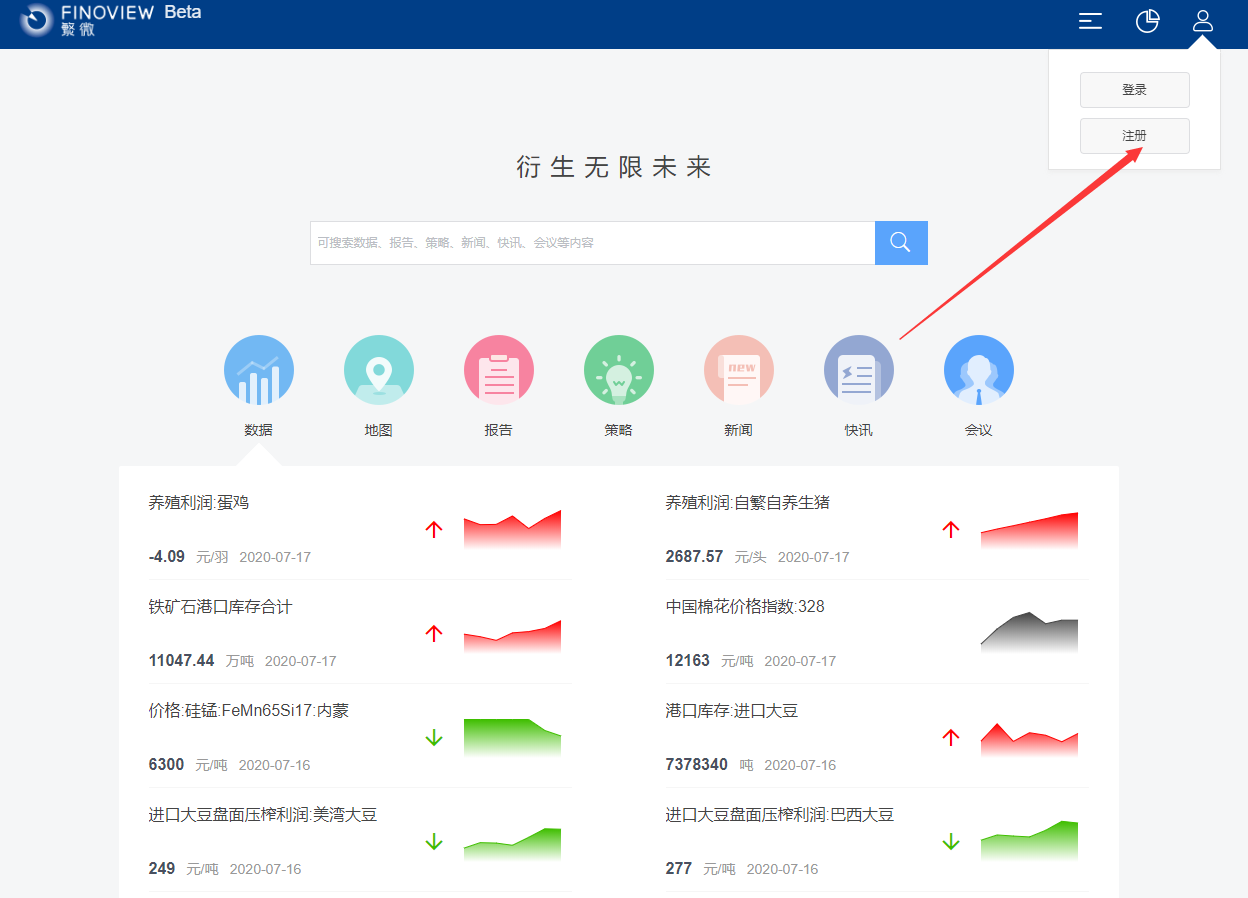 FINOVIEW Beta
繁微
登录
注册
衍生无限未来
可搜索数据、报告、策略、新闻、快讯、会议等内容
new
数据 地图 报告 策略 新闻 快讯 会议
养殖利润:蛋鸡
-4.09 元/羽 2020-07-17
养殖利润:自繁自养生猪
2687.57 元/头 2020-07-17
铁矿石港口库存合计
11047.44 万吨 2020-07-17
中国棉花价格指数:328
12163 元/吨 2020-07-17
价格:硅锰:FeMn65Si17:内蒙
6300 元/吨 2020-07-16
港口库存:进口大豆
7378340 吨 2020-07-16
进口大豆盘面压榨利润:美湾大豆
249 元/吨 2020-07-16
进口大豆盘面压榨利润:巴西大豆
277 元/吨 2020-07-16